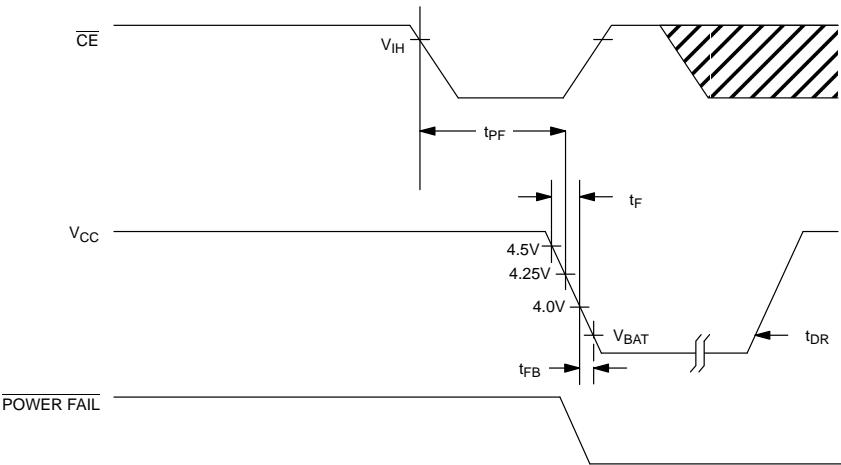 CE
VIH
tPF
tF
VCC
4.5V
4.25V
4.0V
VBAT
tDR
tFB
POWER FAIL